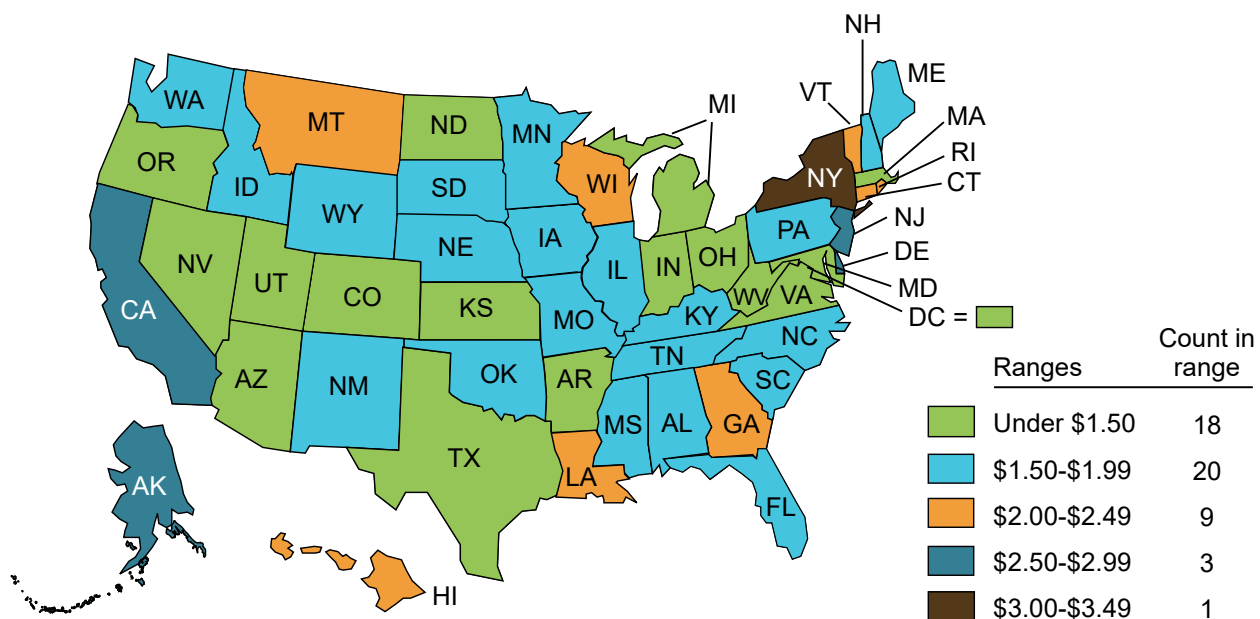 NH
ME
VT
MI
WA
MT
ND
MN
MA
OR
RI
ID
SD
WI
NY
CT
WY
NJ
PA
IA
NE
DE
NV
OH
IL
IN
UT
CO
WV
VA
MD
CA
KS
MO
KY
DC =
NC
TN
AZ
NM
OK
AR
SC
MS
AL
GA
TX
LA
AK
FL
HI
Ranges Count in range
Under $1.50 18
$1.50-$1.99 20
$2.00-$2.49 9
$2.50-$2.99 3
$3.00-$3.49 1